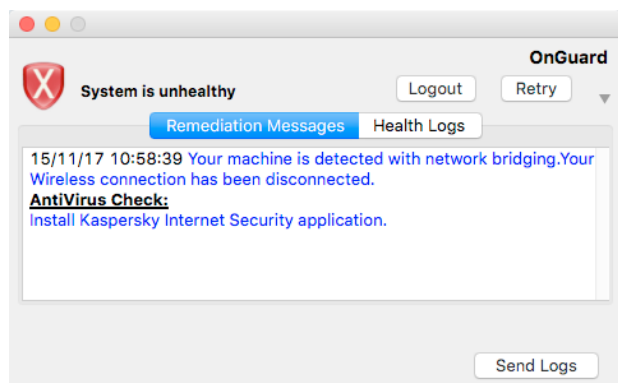 OnGuard
System is unhealthy
Logout
Retry
Remediation Messages
Health Logs
15/11/17 10:58:39 Your machine is detected with network bridging.Your
Wireless connection has been disconnected.
AntiVirus Check:
Install Kaspersky Internet Security application.
Send Logs